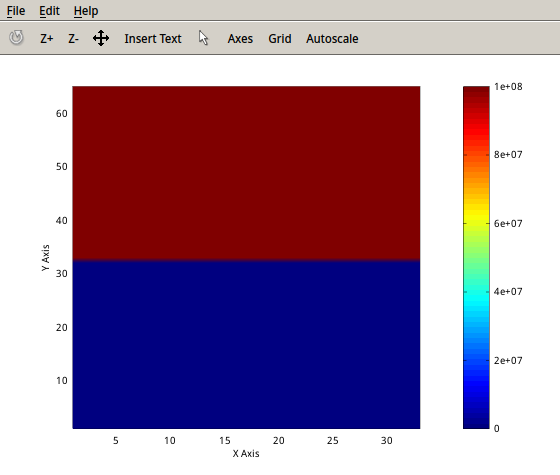 File Edit Help
Z+ Z- Insert Text Axes Grid Autoscale
1e+08
60
8e+07
50
Y Axis
40
6e+07
30
4e+07
20
2e+07
10
0
5 10 15 20 25 30
X Axis